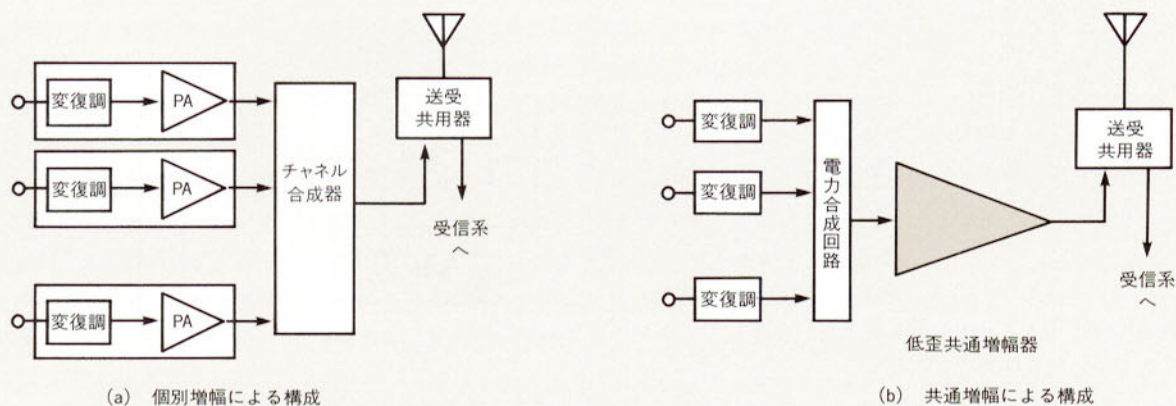 変復調
PA
変復調
PA
変復調
PA
チャネル
合成器
送受
共用器
受信系
へ
(a) 個別増幅による構成
変復調
変復調
変復調
電力合成回路
送受
共用器
受信系
へ
低歪共通増幅器
(b) 共通増幅による構成